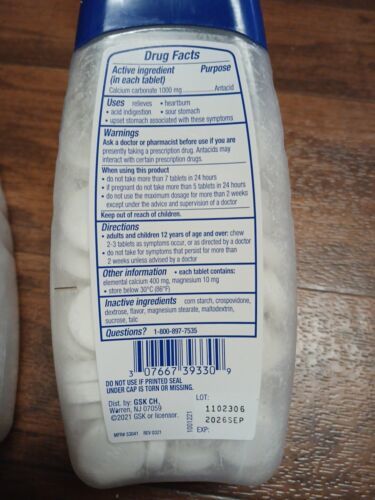 Drug Facts
Active ingredient Purpose
(in each tablet)
Calcium carbonate 1000 mg Antacid
Uses relieves • heartburn
• acid indigestion • sour stomach
• upset stomach associated with these symptoms
Warnings
Ask a doctor or pharmacist before use if you are
presently taking a prescription drug. Antacids may
interact with certain prescription drugs.
When using this product
• do not take more than 7 tablets in 24 hours
• if pregnant do not take more than 5 tablets in 24 hours
• do not use the maximum dosage for more than 2 weeks
except under the advice and supervision of a doctor
Keep out of reach of children.
Directions
• adults and children 12 years of age and over: chew
2-3 tablets as symptoms occur, or as directed by a doctor
• do not take for symptoms that persist for more than
2 weeks unless advised by a doctor
Other information • each tablet contains:
elemental calcium 400 mg, magnesium 10 mg
• store below 30°C (86°F)
Inactive ingredients corn starch, crospovidone,
dextrose, flavor, magnesium stearate, maltodextrin,
sucrose, talc
Questions? 1-800-897-7535
3 07667 39330 9
DO NOT USE IF PRINTED SEAL
UNDER CAP IS TORN OR MISSING.
Dist. by: GSK CH,
Warren, NJ 07059
©2021 GSK or licensor.
MPR# 53041 REV 0321
1001221
LOT:
1102306
2026SEP
EXP: